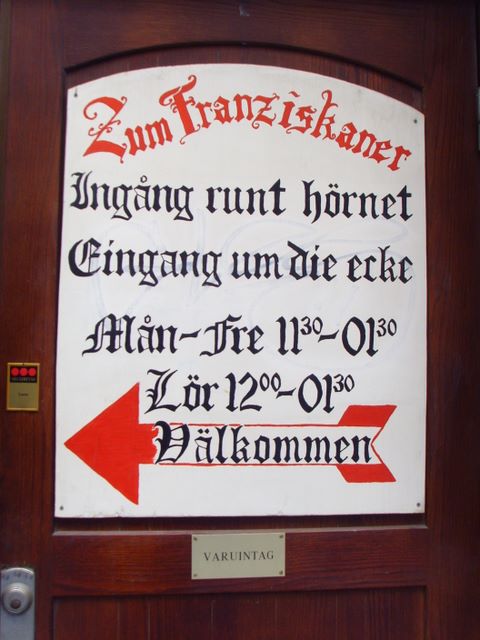 Zum Franziskaner
Ingång runt hörnet
Eingang um die ecke
Mån-Fre 11³⁰-01³⁰
Lör 12⁰⁰-01³⁰
Välkommen
VARUINTAG